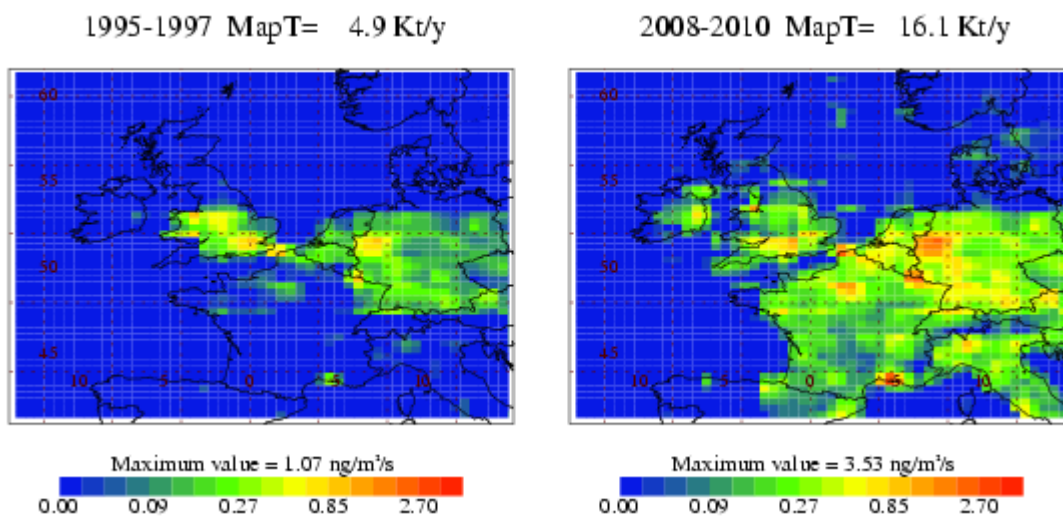 1995-1997 MapT= 4.9 Kt/y
60
55
50
45
10 0 5 10
Maximum value = 1.07 ng/m²/s
0.00 0.09 0.27 0.85 2.70
2008-2010 MapT= 16.1 Kt/y
60
55
50
45
10 0 5 10
Maximum value = 3.53 ng/m²/s
0.00 0.09 0.27 0.85 2.70